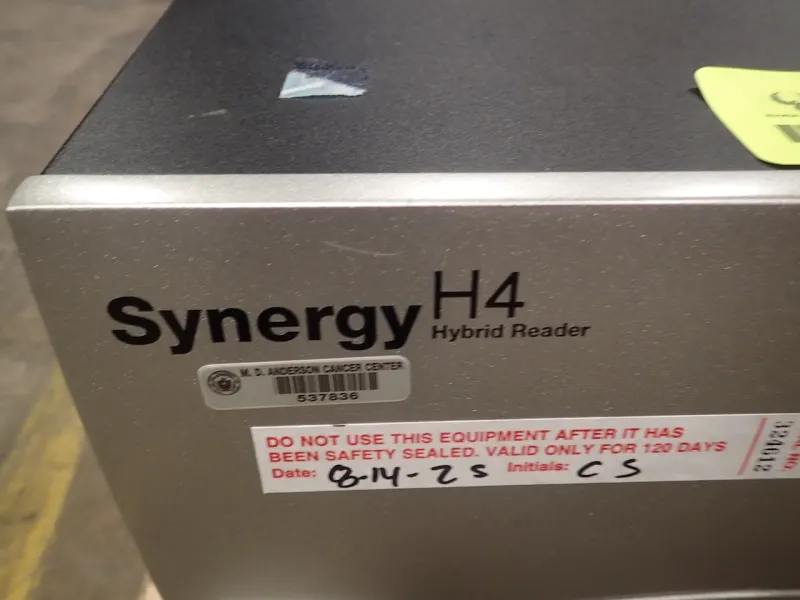 Synergy H4
Hybrid Reader
M. D. ANDERSON CANCER CENTER
537836
DO NOT USE THIS EQUIPMENT AFTER IT HAS
BEEN SAFETY SEALED. VALID ONLY FOR 120 DAYS
Date: 8-14-25 Initials: CS
324612